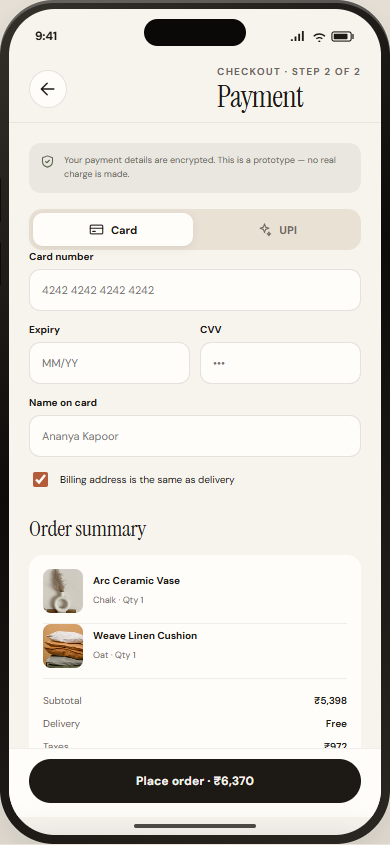 9:41
CHECKOUT · STEP 2 OF 2
Payment
Your payment details are encrypted. This is a prototype — no real
charge is made.
Card
UPI
Card number
4242 4242 4242 4242
Expiry
CVV
MM/YY
•••
Name on card
Ananya Kapoor
Billing address is the same as delivery
Order summary
Arc Ceramic Vase
Chalk · Qty 1
Weave Linen Cushion
Oat · Qty 1
Subtotal ₹5,398
Delivery Free
Taxes ₹972
Place order · ₹6,370